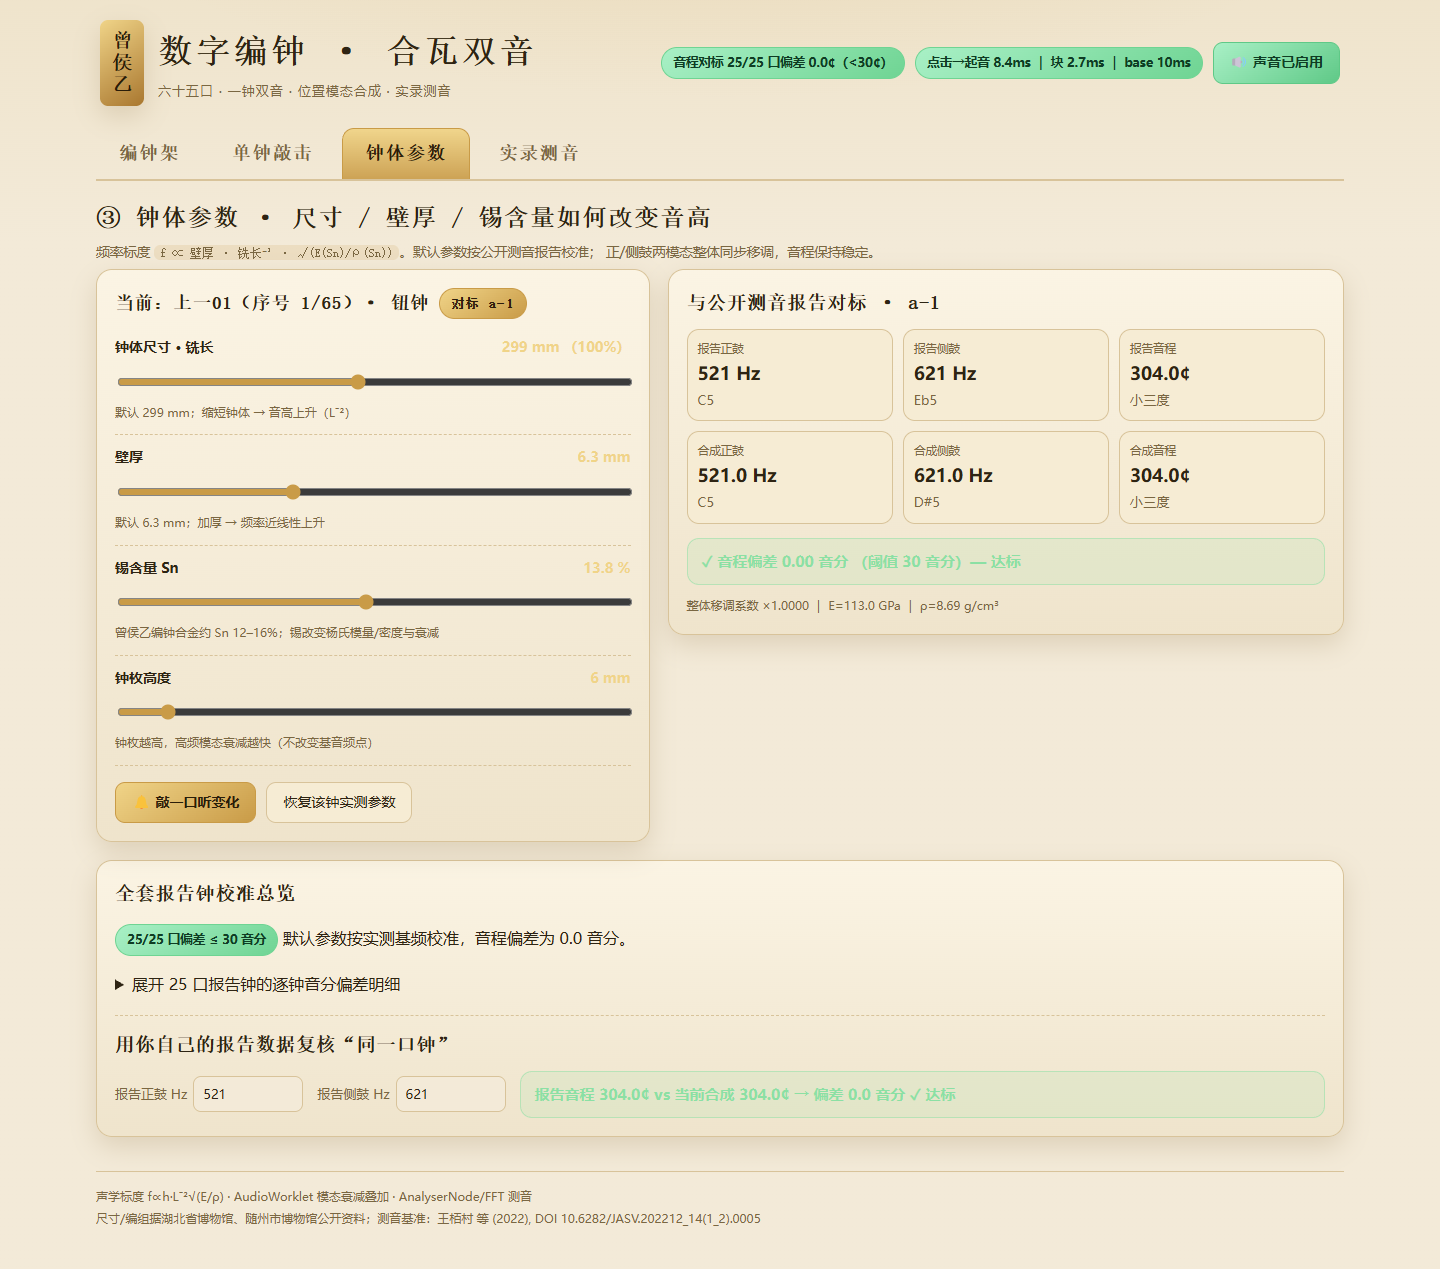 曾侯乙
数字编钟 · 合瓦双音
六十五口 · 一钟双音 · 位置模态合成 · 实录测音
音程对标 25/25 口偏差 0.0¢（<30¢）
点击→起音 8.4ms ｜ 块 2.7ms ｜ base 10ms
声音已启用
编钟架
单钟敲击
钟体参数
实录测音
③ 钟体参数 · 尺寸 / 壁厚 / 锡含量如何改变音高
频率标度 f ∝ 壁厚 · 铣长⁻² · √(E(Sn)/ρ(Sn)) 。默认参数按公开测音报告校准； 正/侧鼓两模态整体同步移调，音程保持稳定。
当前：上一01（序号 1/65）· 钮钟 对标 a-1
钟体尺寸 · 铣长 299 mm （100%）
默认 299 mm；缩短钟体 → 音高上升（L⁻²）
壁厚 6.3 mm
默认 6.3 mm；加厚 → 频率近线性上升
锡含量 Sn 13.8 %
曾侯乙编钟合金约 Sn 12–16%；锡改变杨氏模量/密度与衰减
钟枚高度 6 mm
钟枚越高，高频模态衰减越快（不改变基音频点）
敲一口听变化
恢复该钟实测参数
与公开测音报告对标 · a-1
报告正鼓
521 Hz
C5
报告侧鼓
621 Hz
Eb5
报告音程
304.0¢
小三度
合成正鼓
521.0 Hz
C5
合成侧鼓
621.0 Hz
D#5
合成音程
304.0¢
小三度
✓ 音程偏差 0.00 音分 （阈值 30 音分）— 达标
整体移调系数 ×1.0000 ｜ E=113.0 GPa ｜ ρ=8.69 g/cm³
全套报告钟校准总览
25/25 口偏差 ≤ 30 音分 默认参数按实测基频校准，音程偏差为 0.0 音分。
▶ 展开 25 口报告钟的逐钟音分偏差明细
用你自己的报告数据复核“同一口钟”
报告正鼓 Hz 521 报告侧鼓 Hz 621 报告音程 304.0¢ vs 当前合成 304.0¢ → 偏差 0.0 音分 ✓ 达标
声学标度 f∝h·L⁻²√(E/ρ) · AudioWorklet 模态衰减叠加 · AnalyserNode/FFT 测音
尺寸/编组据湖北省博物馆、随州市博物馆公开资料；测音基准：王栢村 等 (2022), DOI 10.6282/JASV.202212_14(1_2).0005